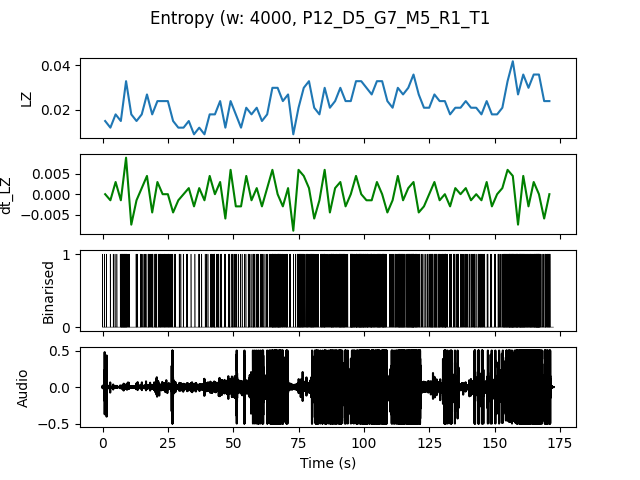 Entropy (w: 4000, P12_D5_G7_M5_R1_T1
0.04
0.02
LZ
0.005
0.000
−0.005
dt_LZ
1
0
Binarised
0.5
0.0
−0.5
Audio
0 25 50 75 100 125 150 175
Time (s)